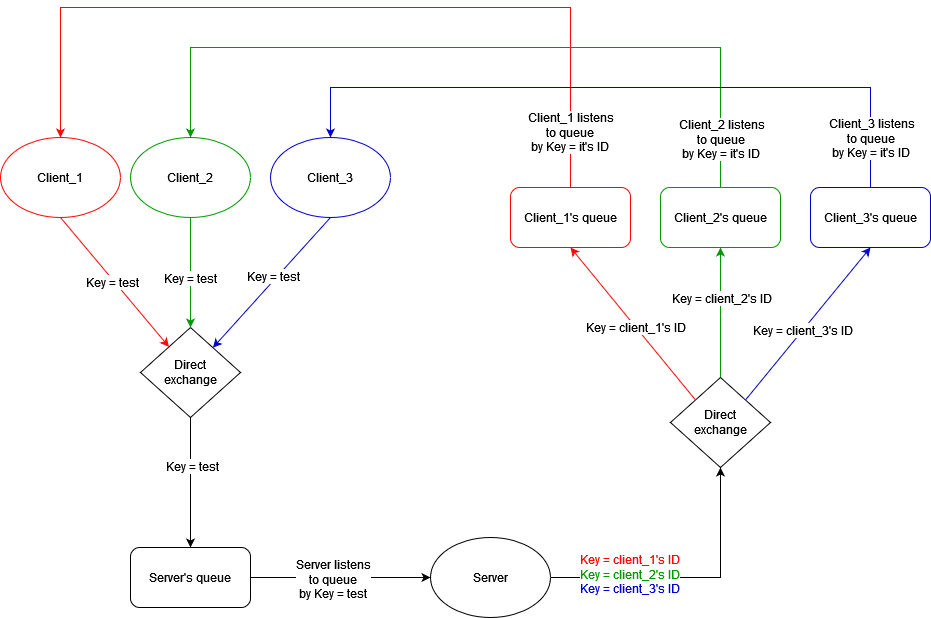 Client_1 listens
to queue
by Key = it's ID
Client_2 listens
to queue
by Key = it's ID
Client_3 listens
to queue
by Key = it's ID
Client_1
Client_2
Client_3
Client_1's queue
Client_2's queue
Client_3's queue
Key = test
Key = test
Key = test
Key = client_2's ID
Key = client_1's ID
Key = client_3's ID
Direct
exchange
Direct
exchange
Key = test
Server's queue
Server listens
to queue
by Key = test
Server
Key = client_1's ID
Key = client_2's ID
Key = client_3's ID